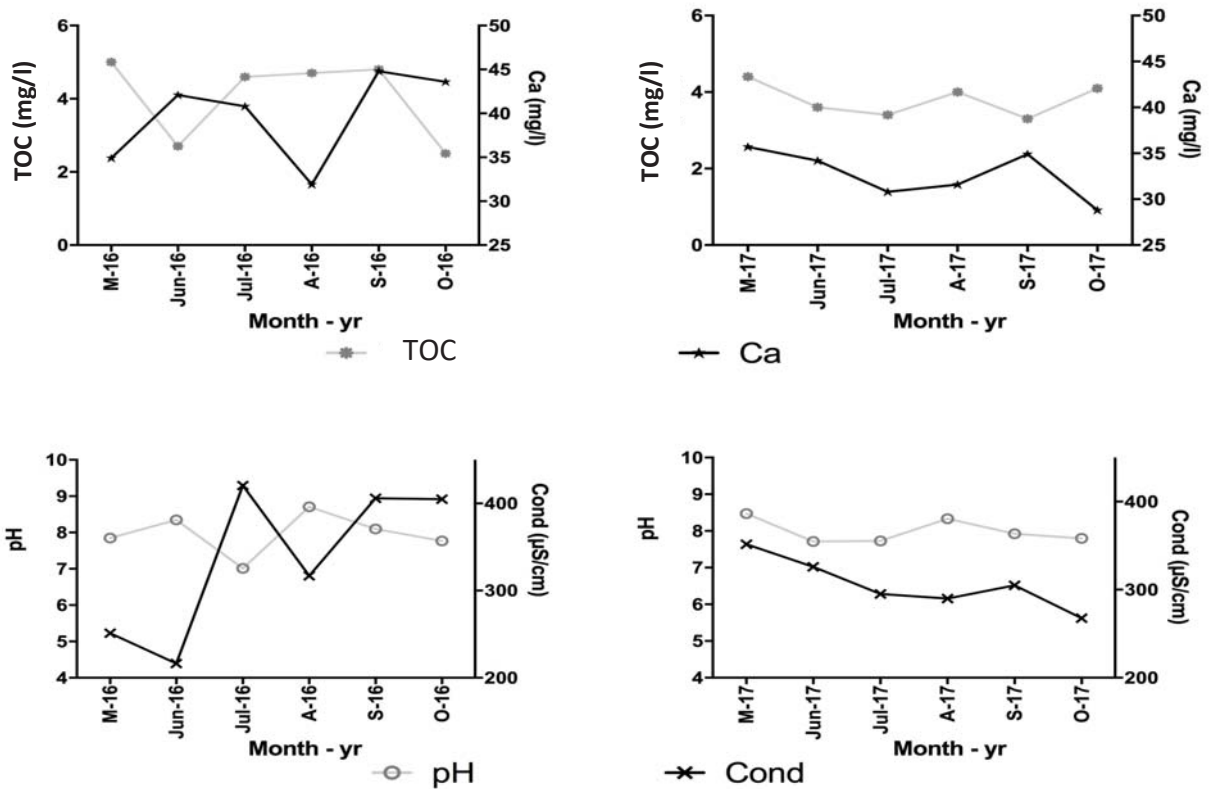 6
4
2
0
TOC (mg/l)
50
45
40
35
30
25
Ca (mg/l)
M-16
Jun-16
Jul-16
A-16
S-16
O-16
Month - yr
6
4
2
0
TOC (mg/l)
50
45
40
35
30
25
Ca (mg/l)
M-17
Jun-17
Jul-17
A-17
S-17
O-17
Month - yr
TOC
Ca
10
9
8
7
6
5
4
pH
400
300
200
Cond (µS/cm)
M-16
Jun-16
Jul-16
A-16
S-16
O-16
Month - yr
10
9
8
7
6
5
4
pH
400
300
200
Cond (µS/cm)
M-17
Jun-17
Jul-17
A-17
S-17
O-17
Month - yr
pH
Cond